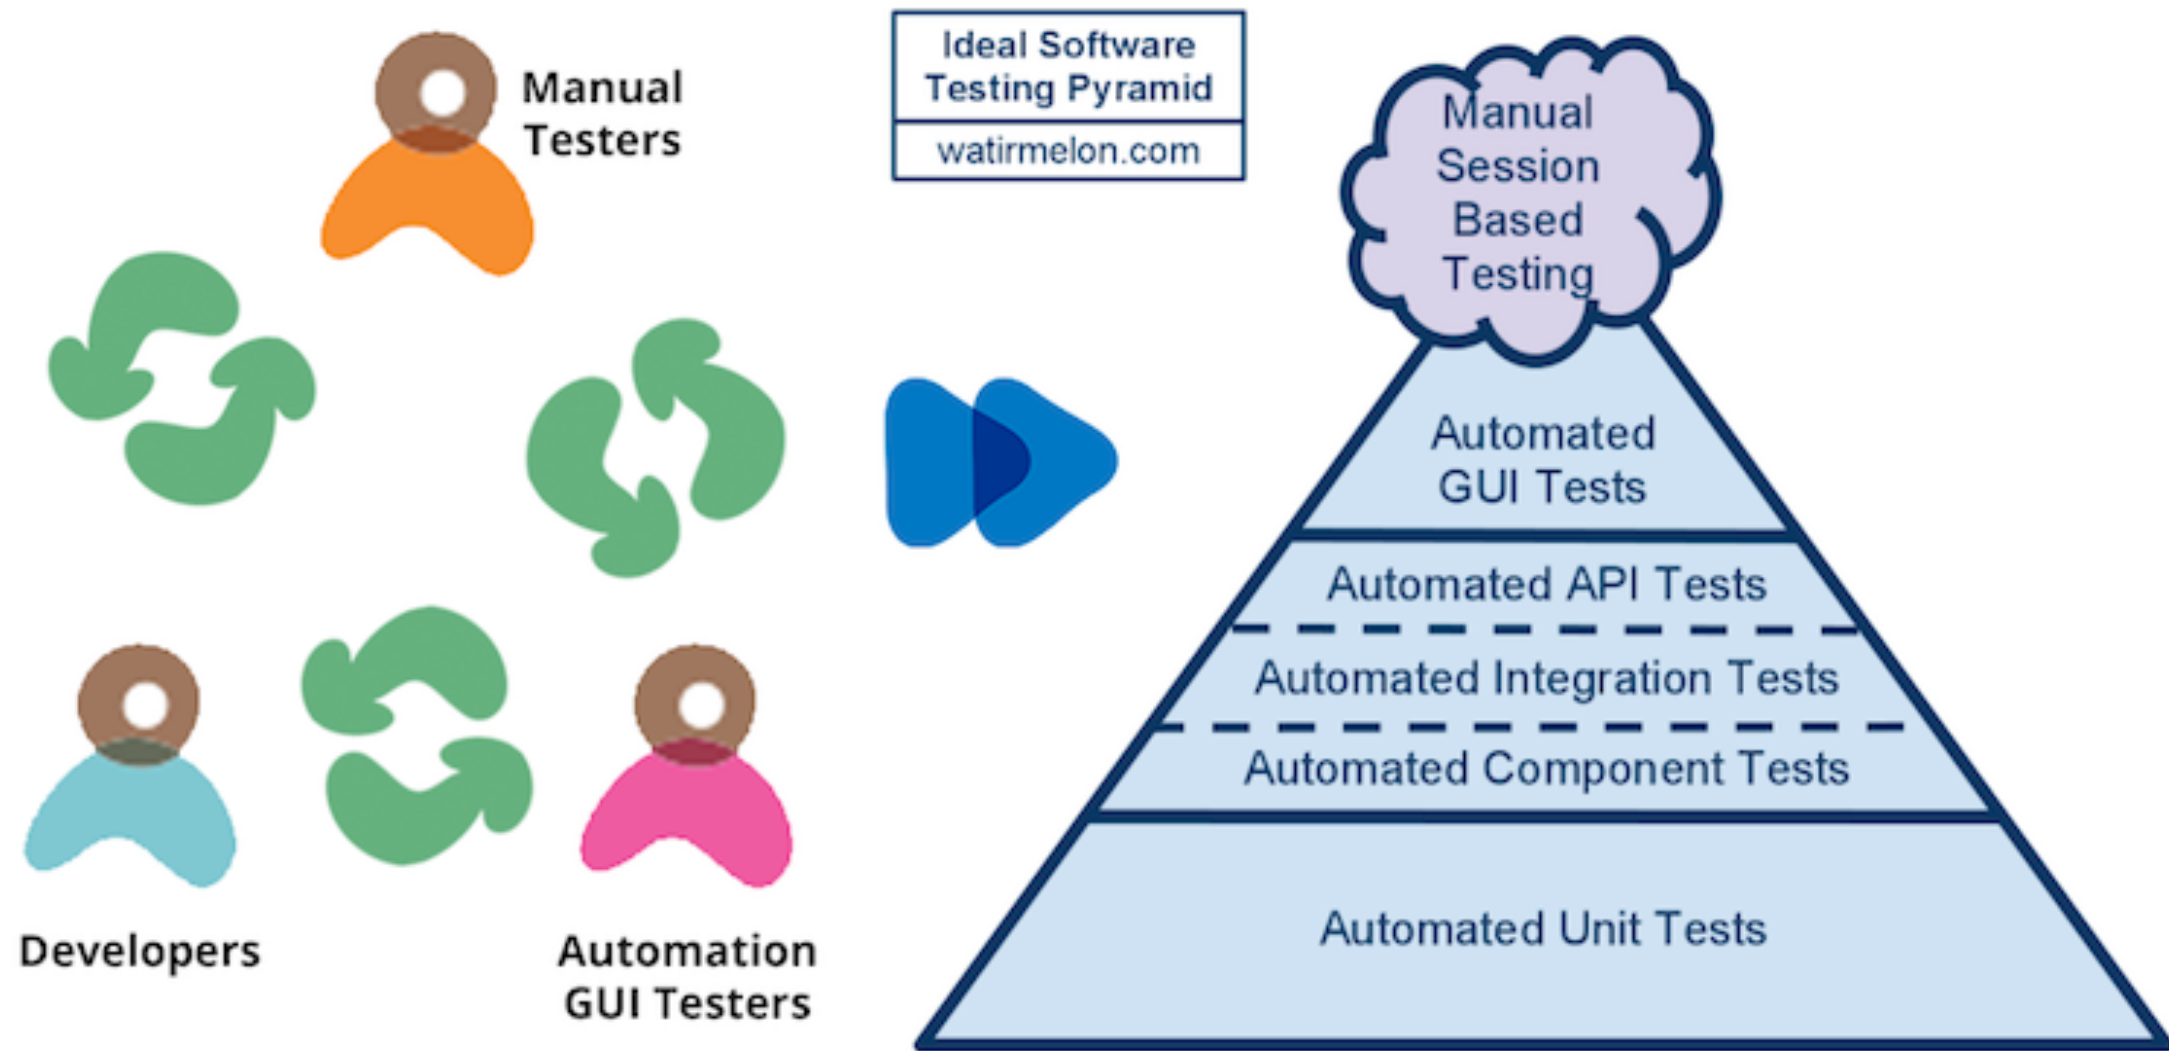 Manual
Testers
Developers
Automation
GUI Testers
Ideal Software
Testing Pyramid
watirmelon.com
Manual
Session
Based
Testing
Automated
GUI Tests
Automated API Tests
Automated Integration Tests
Automated Component Tests
Automated Unit Tests